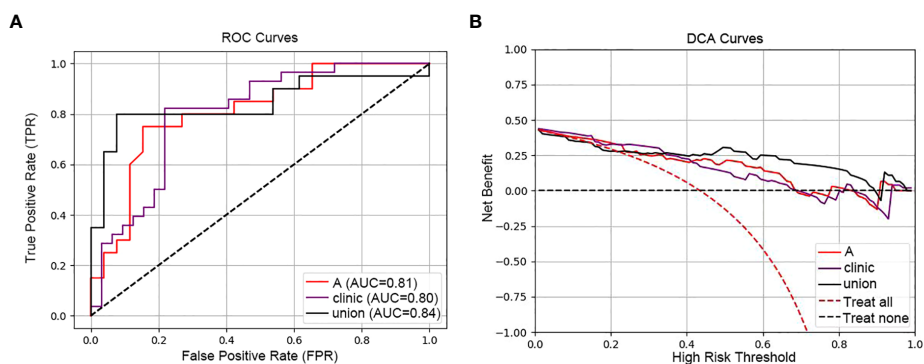 A
ROC Curves
True Positive Rate (TPR)
1.0
0.8
0.6
0.4
0.2
0.0
0.0
0.2
0.4
0.6
0.8
1.0
False Positive Rate (FPR)
A (AUC=0.81)
clinic (AUC=0.80)
union (AUC=0.84)
B
DCA Curves
Net Benefit
1.00
0.75
0.50
0.25
0.00
−0.25
−0.50
−0.75
−1.00
0.0
0.2
0.4
0.6
0.8
1.0
High Risk Threshold
A
clinic
union
Treat all
Treat none